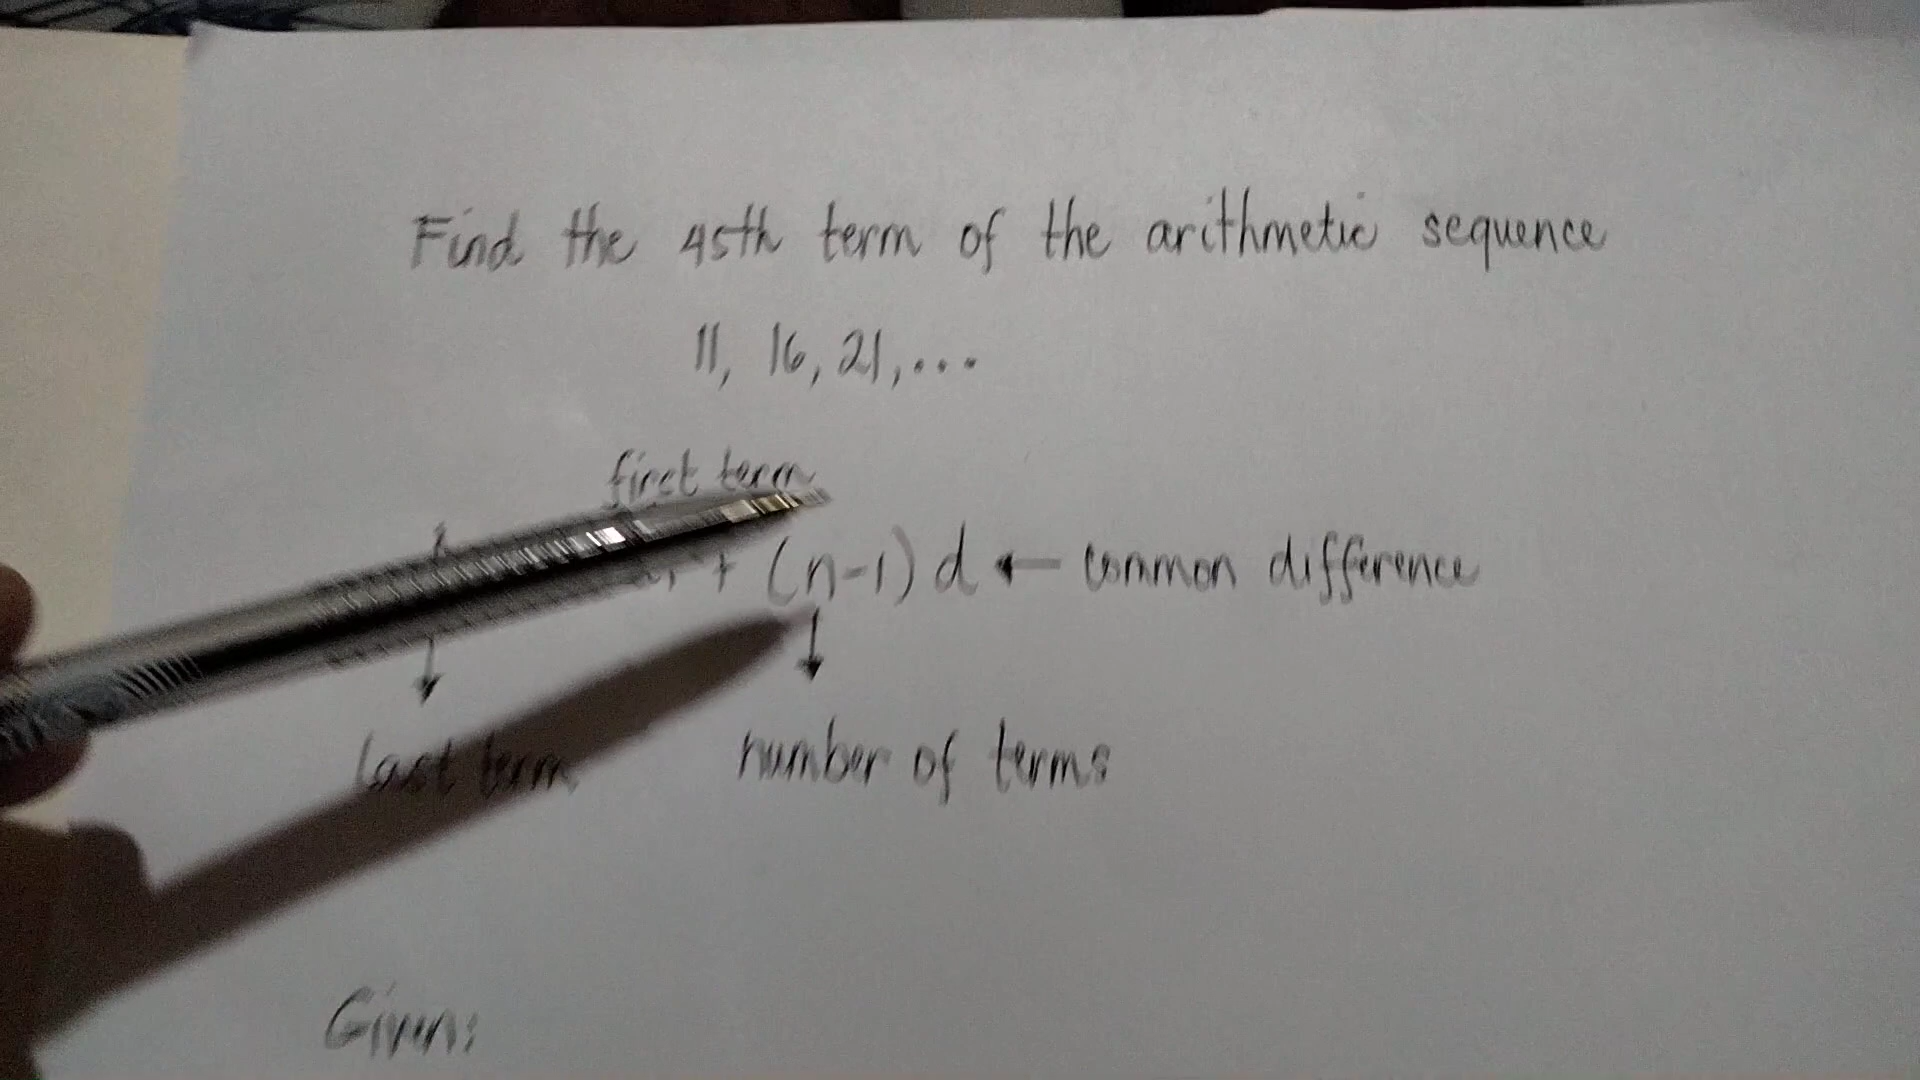 Find the 45th term of the arithmetic sequence
11, 16, 21, ...
first term
+ (n-1) d ← common difference
last term number of terms
Given: